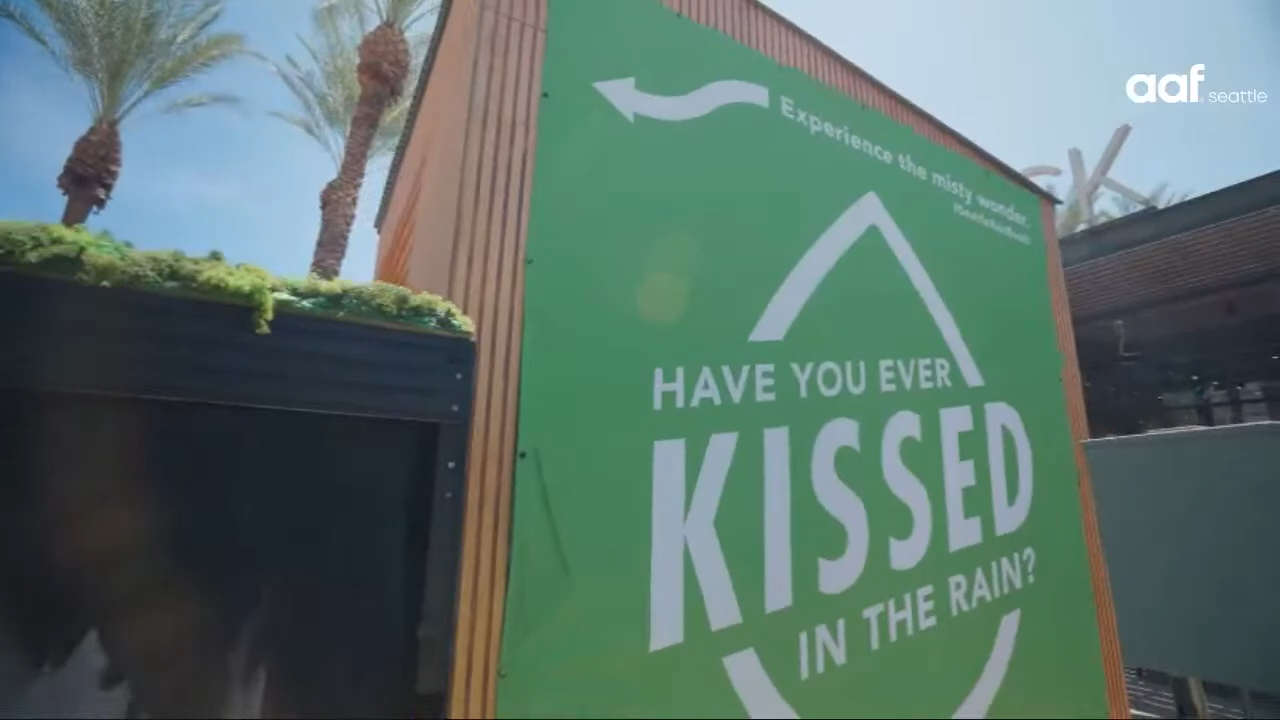 aaf. seattle
Experience the misty wonder.
HAVE YOU EVER
KISSED
IN THE RAIN?